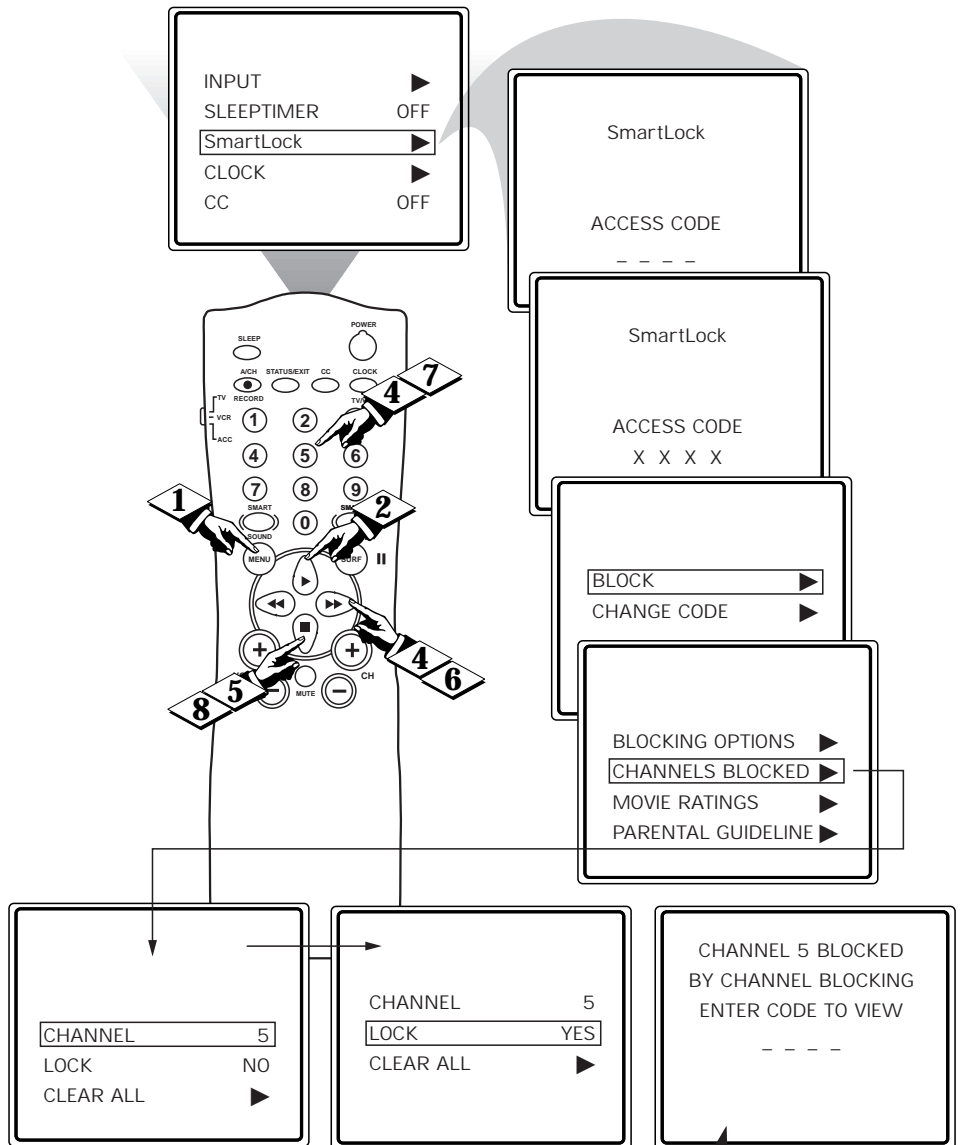 INPUT ▶
SLEEPTIMER OFF
SmartLock ▶
CLOCK ▶
CC OFF
SmartLock
ACCESS CODE
_ _ _ _
SmartLock
ACCESS CODE
X X X X
BLOCK ▶
CHANGE CODE ▶
BLOCKING OPTIONS ▶
CHANNELS BLOCKED ▶
MOVIE RATINGS ▶
PARENTAL GUIDELINE ▶
SLEEP
POWER
A/CH STATUS/EXIT CC CLOCK
RECORD
TV
VCR
ACC
1 2
4 5 6
7 8 9
SMART
SOUND
0
MENU
CH
MUTE
4 7
1
2
4 6
8 5
CHANNEL 5
LOCK NO
CLEAR ALL ▶
CHANNEL 5
LOCK YES
CLEAR ALL ▶
CHANNEL 5 BLOCKED
BY CHANNEL BLOCKING
ENTER CODE TO VIEW
_ _ _ _